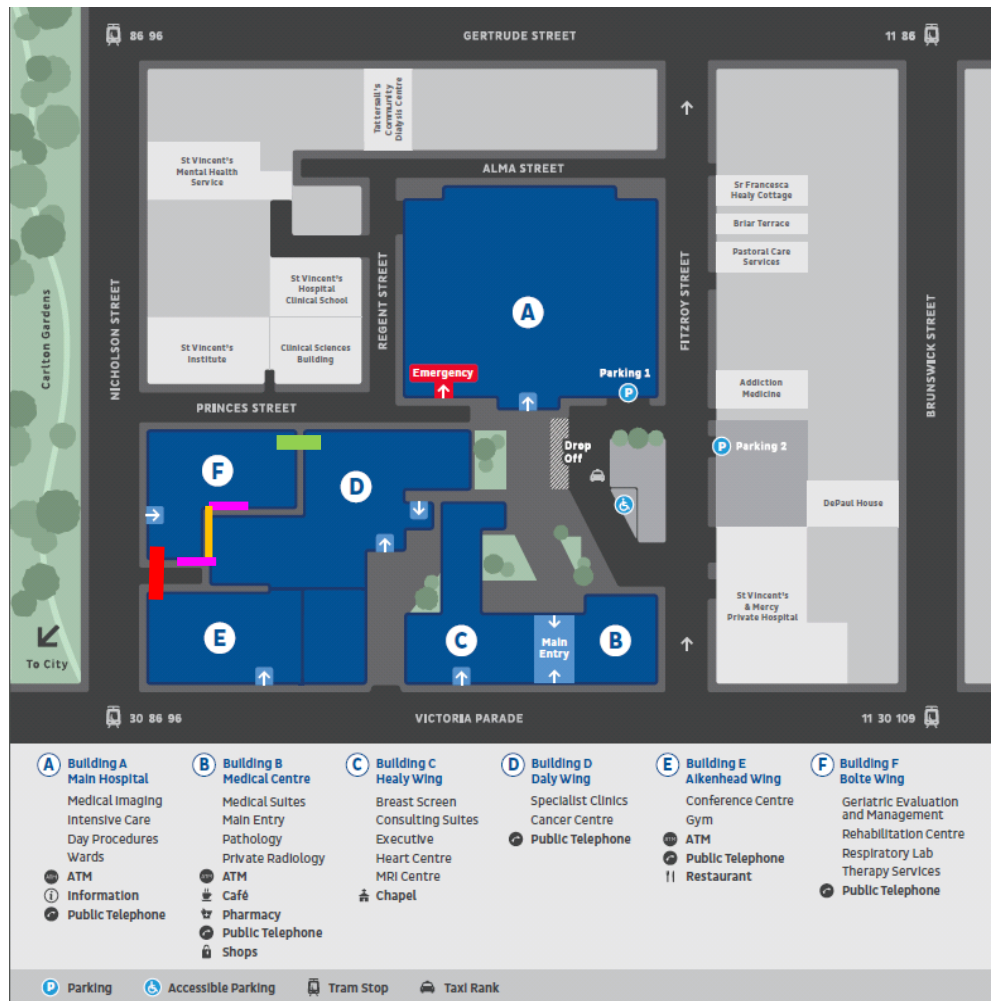 86 96
GERTRUDE STREET
11 86
Tattersall's
Community
Dialysis Centre
St Vincent's
Mental Health
Service
ALMA STREET
Sr Francesca
Healy Cottage
Briar Terrace
Pastoral Care
Services
St Vincent's
Hospital
Clinical School
REGENT STREET
FITZROY STREET
NICHOLSON STREET
BRUNSWICK STREET
Carlton Gardens
A
St Vincent's
Institute
Clinical Sciences
Building
Emergency
Parking 1
P
Addiction
Medicine
PRINCES STREET
Drop
Off
P Parking 2
F
D
DePaul House
St Vincent's
& Mercy
Private Hospital
E
C
Main
Entry
B
To City
30 86 96
VICTORIA PARADE
11 30 109
A Building A
Main Hospital
Medical Imaging
Intensive Care
Day Procedures
Wards
ATM ATM
i Information
Public Telephone
B Building B
Medical Centre
Medical Suites
Main Entry
Pathology
Private Radiology
ATM ATM
Café
Pharmacy
Public Telephone
Shops
C Building C
Healy Wing
Breast Screen
Consulting Suites
Executive
Heart Centre
MRI Centre
Chapel
D Building D
Daly Wing
Specialist Clinics
Cancer Centre
Public Telephone
E Building E
Aikenhead Wing
Conference Centre
Gym
ATM ATM
Public Telephone
Restaurant
F Building F
Bolte Wing
Geriatric Evaluation
and Management
Rehabilitation Centre
Respiratory Lab
Therapy Services
Public Telephone
P Parking
Accessible Parking
Tram Stop
Taxi Rank